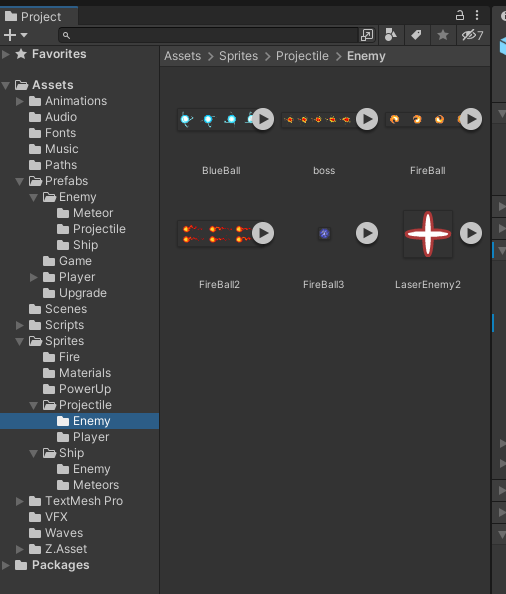 Project
7
Favorites
Assets > Sprites > Projectile > Enemy
Assets
Animations
Audio
Fonts
Music
Paths
Prefabs
Enemy
Meteor
Projectile
Ship
Game
Player
Upgrade
Scenes
Scripts
Sprites
Fire
Materials
PowerUp
Projectile
Enemy
Player
Ship
Enemy
Meteors
TextMesh Pro
VFX
Waves
Z.Asset
Packages
BlueBall
boss
FireBall
FireBall2
FireBall3
LaserEnemy2